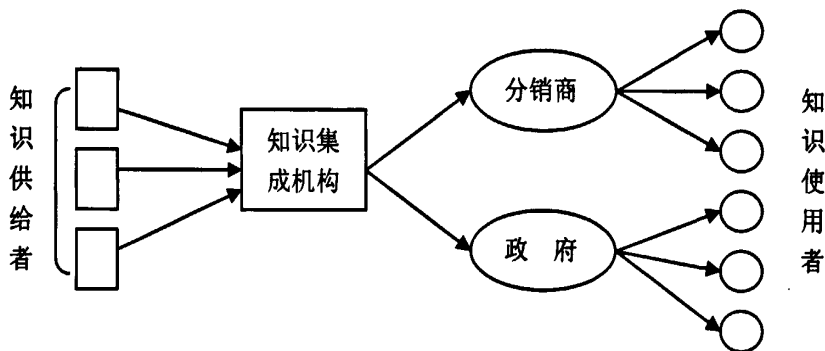 知识供给者
知识集
成机构
分销商
政　府
知识使用者